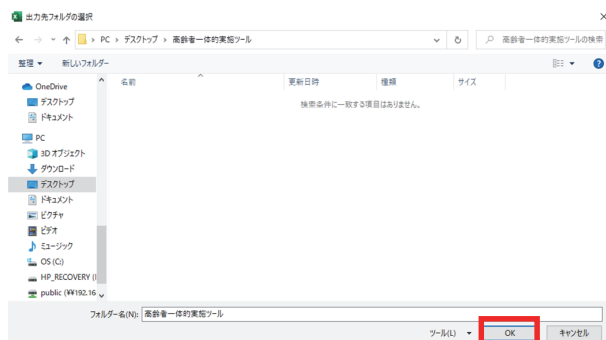 出力先フォルダの選択
PC › デスクトップ › 高齢者一体的実施ツール
高齢者一体的実施ツールの検索
整理 新しいフォルダー
名前 更新日時 種類 サイズ
検索条件に一致する項目はありません。
OneDrive
デスクトップ
ドキュメント
PC
3D オブジェクト
ダウンロード
デスクトップ
ドキュメント
ピクチャ
ビデオ
ミュージック
OS (C:)
HP_RECOVERY (
public (¥¥192.16
フォルダー名(N): 高齢者一体的実施ツール
ツール(L) OK キャンセル